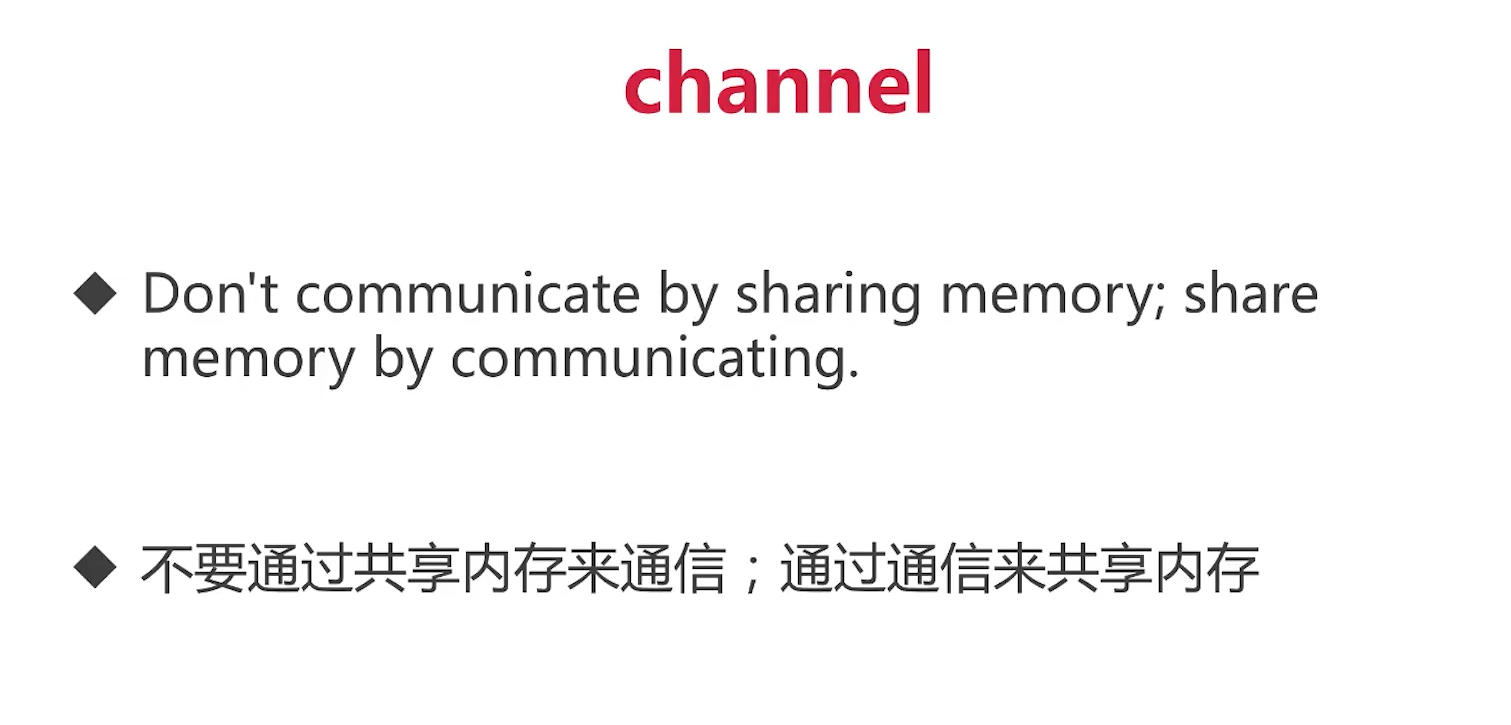 channel
◆ Don't communicate by sharing memory; share
memory by communicating.
◆ 不要通过共享内存来通信；通过通信来共享内存